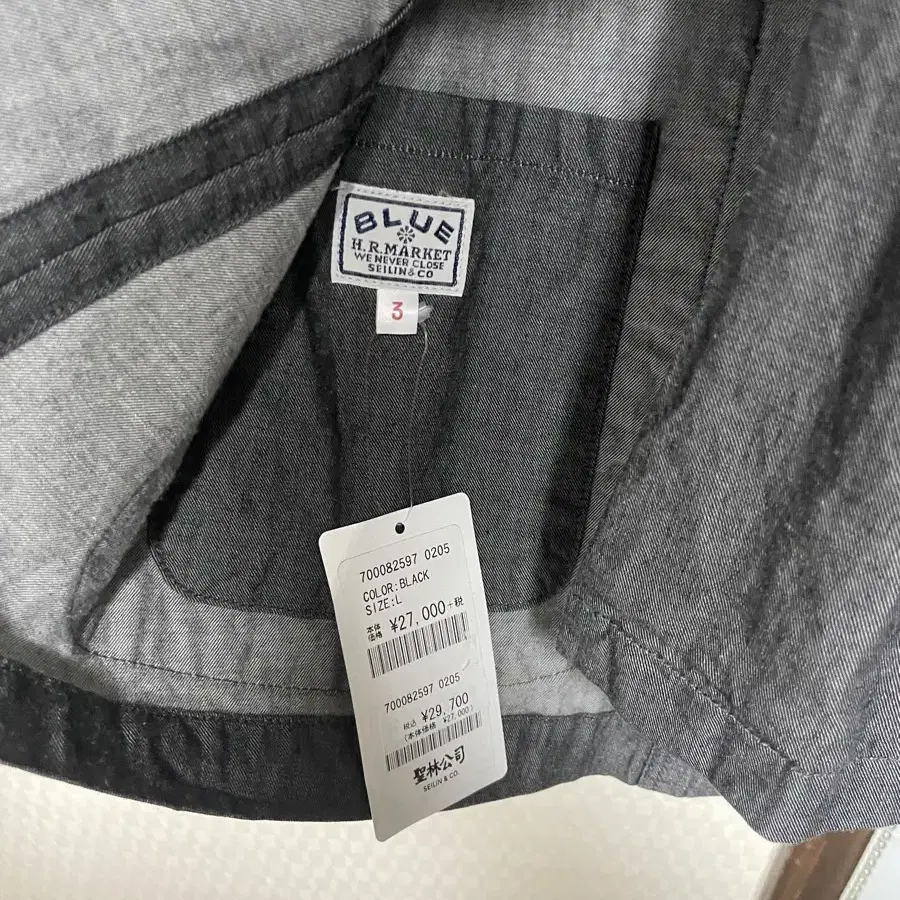 BLUE
H.R.MARKET
WE NEVER CLOSE
SEILIN & CO
3
700082597 0205
COLOR:BLACK
SIZE:L
本体価格 ¥27,000+税
700082597 0205
税込 ¥29,700
(本体価格 ¥27,000)
聖林公司
SEILIN & CO.